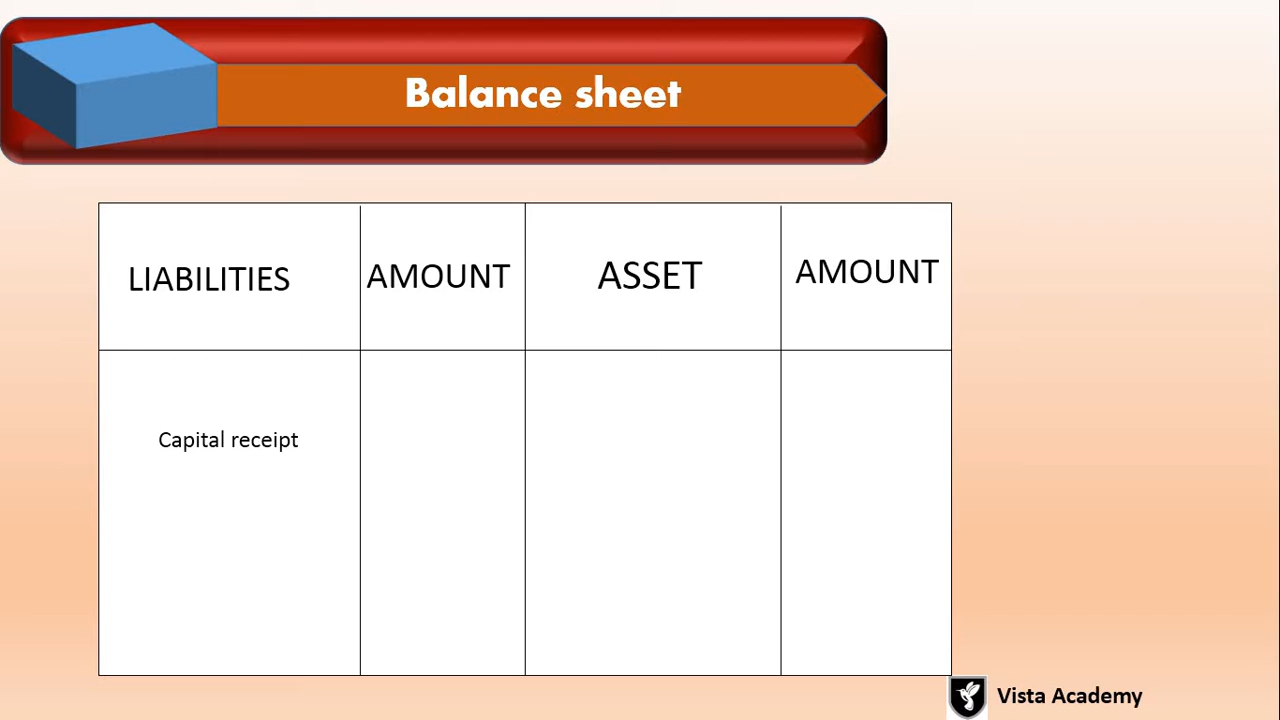 Balance sheet
LIABILITIES AMOUNT ASSET AMOUNT
Capital receipt
Vista Academy